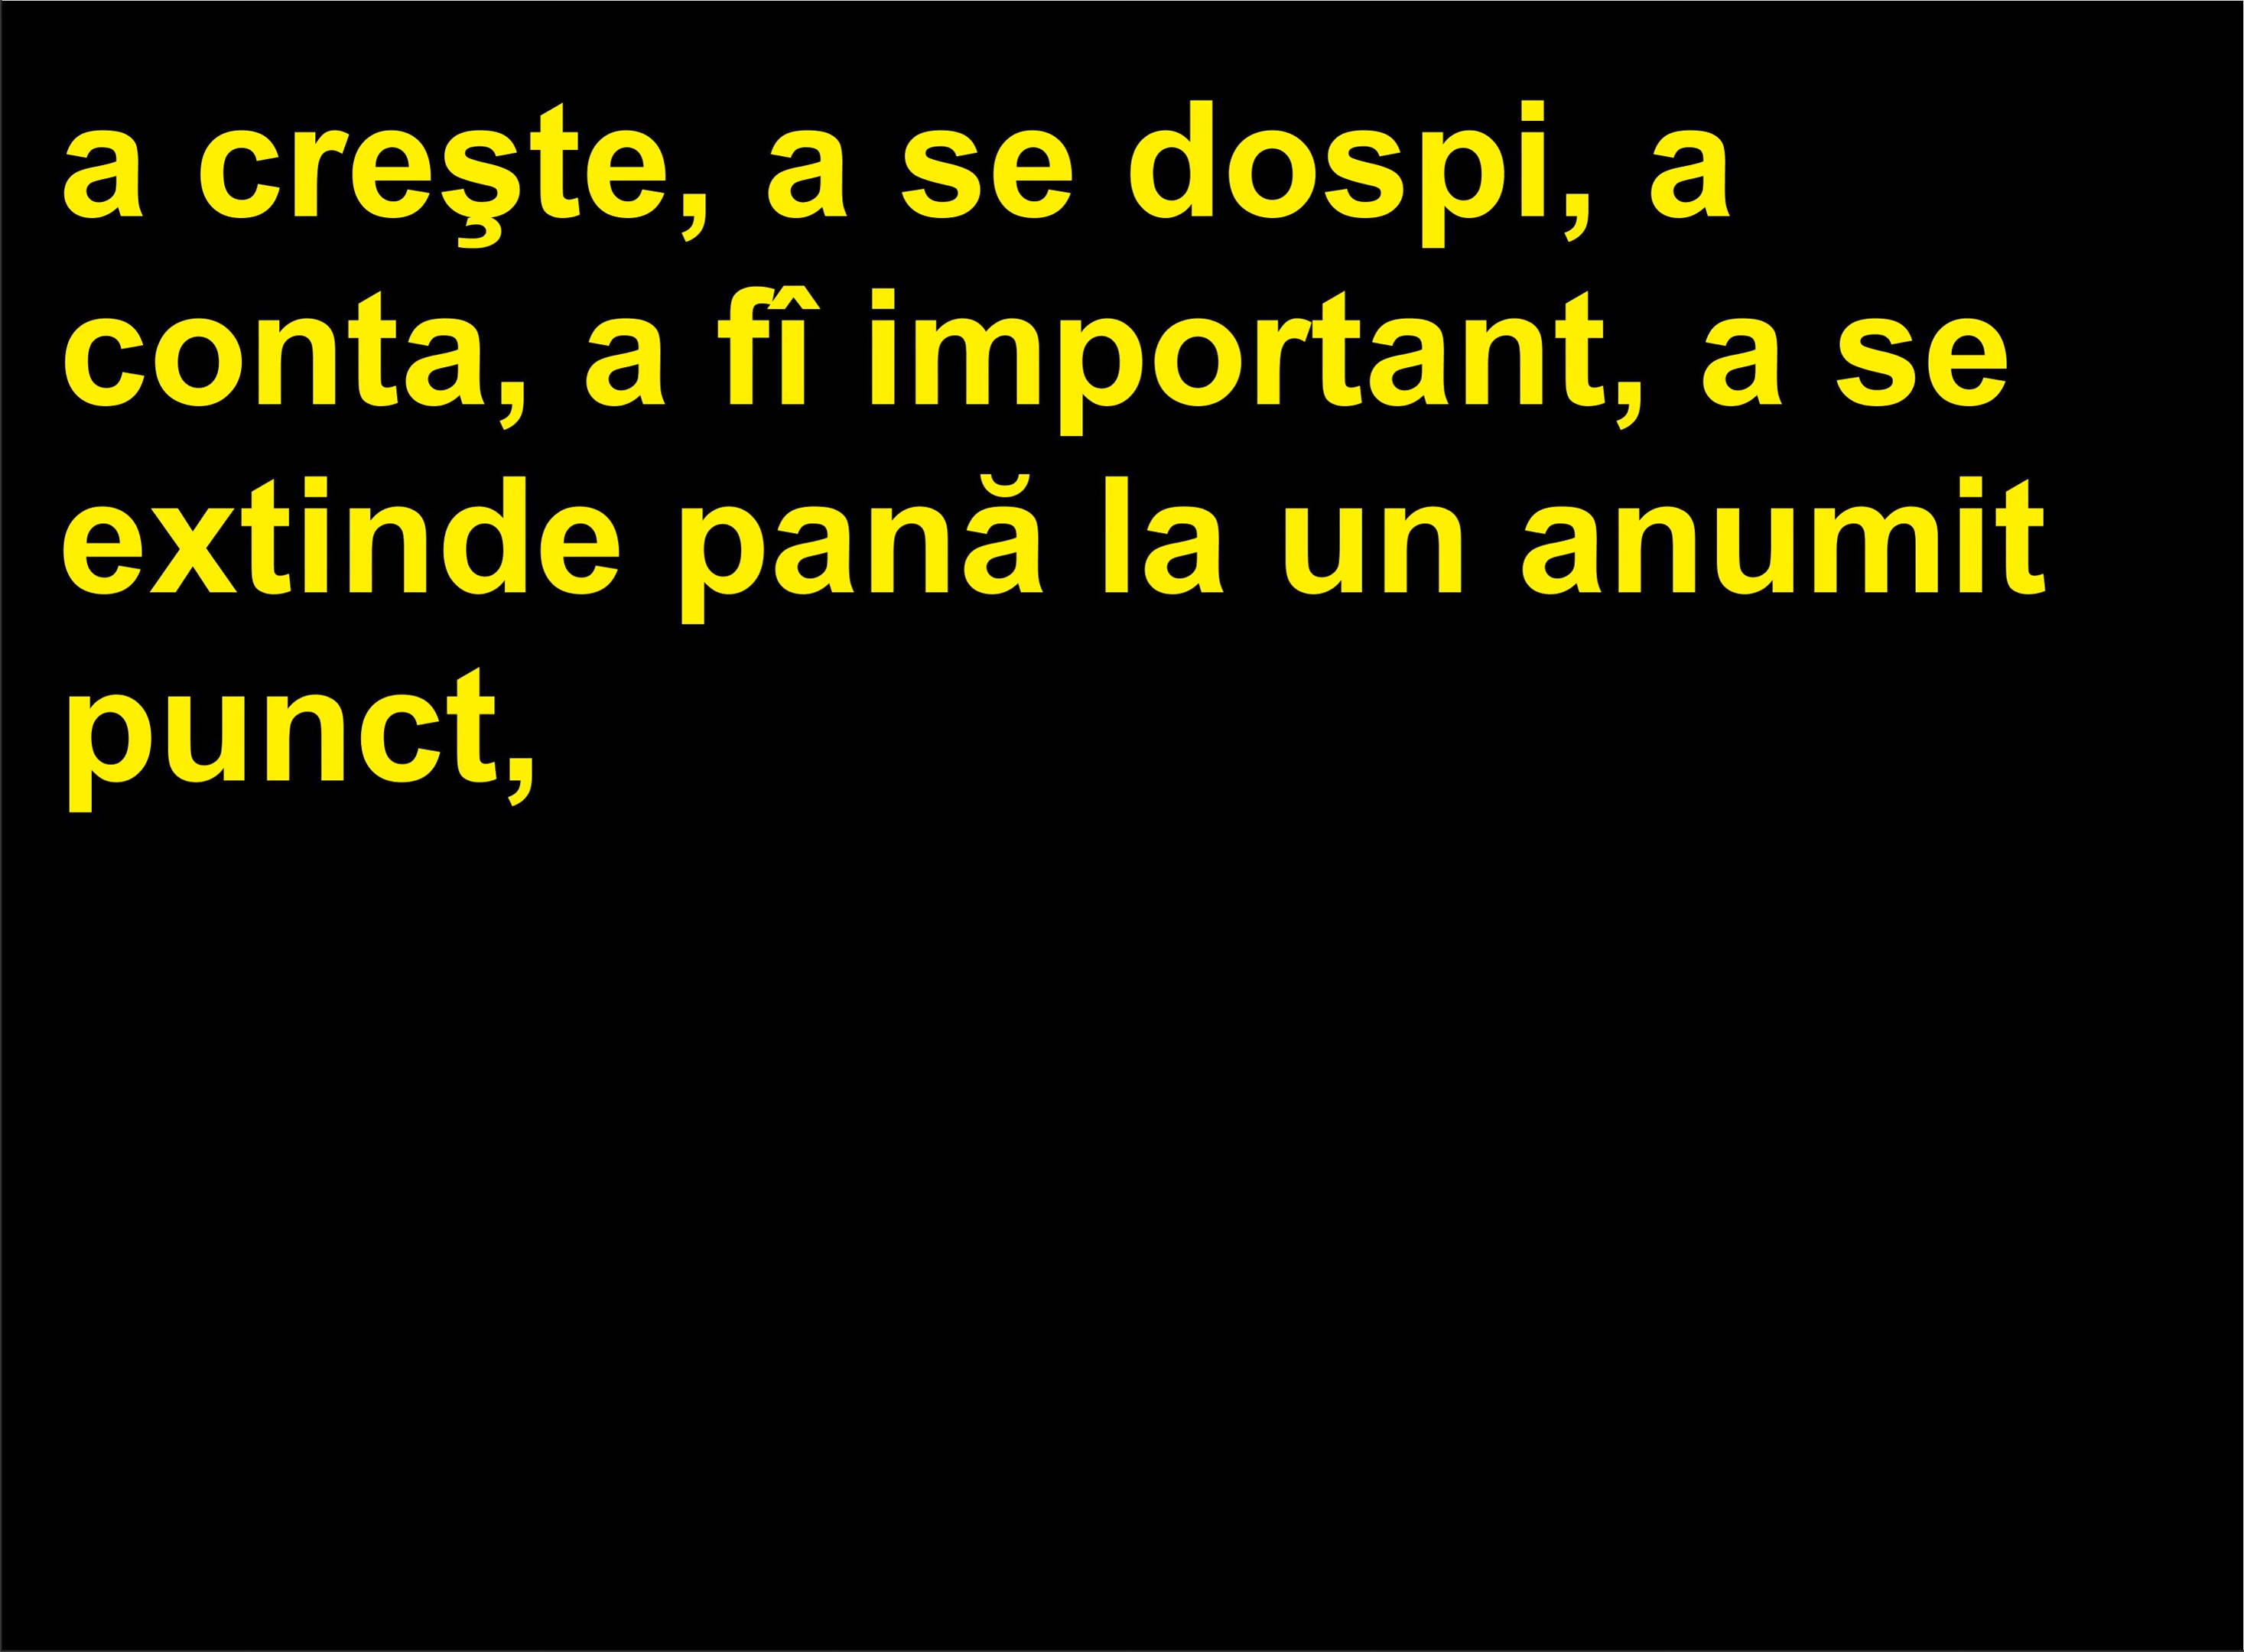 a creşte, a se dospi, a
conta, a fî important, a se
extinde pană la un anumit
punct,